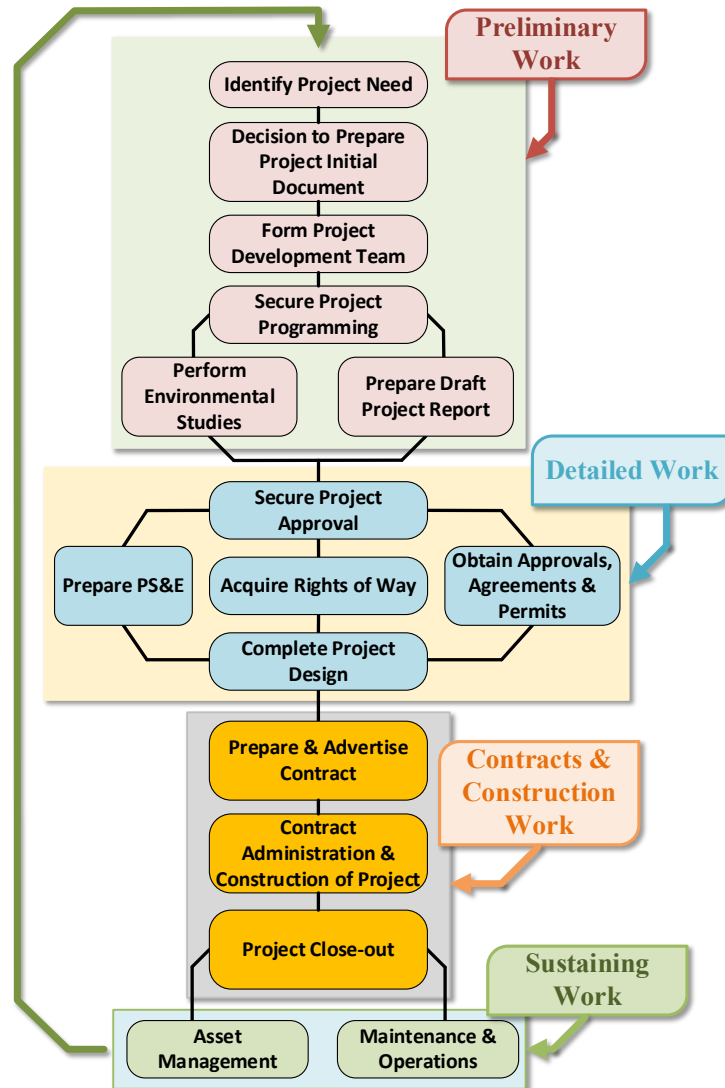 Preliminary
Work
Identify Project Need
Decision to Prepare
Project Initial
Document
Form Project
Development Team
Secure Project
Programming
Perform
Environmental
Studies
Prepare Draft
Project Report
Detailed Work
Secure Project
Approval
Prepare PS&E
Acquire Rights of Way
Obtain Approvals,
Agreements &
Permits
Complete Project
Design
Prepare & Advertise
Contract
Contracts &
Construction
Work
Contract
Administration &
Construction of Project
Project Close-out
Sustaining
Work
Asset
Management
Maintenance &
Operations